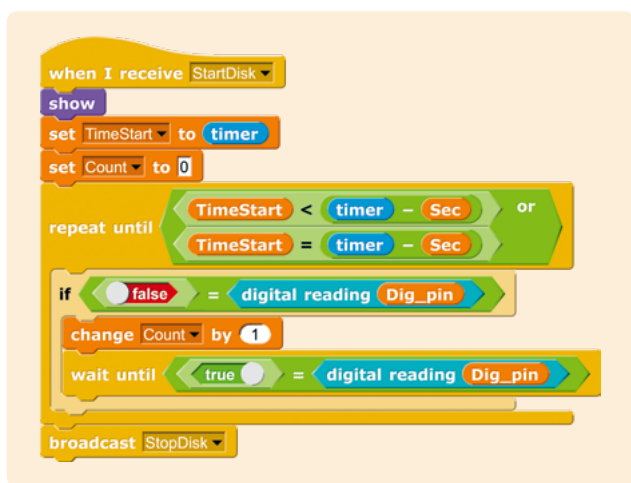 when I receive StartDisk
show
set TimeStart to timer
set Count to 0
repeat until TimeStart < timer - Sec or
TimeStart = timer - Sec
if false = digital reading Dig_pin
change Count by 1
wait until true = digital reading Dig_pin
broadcast StopDisk